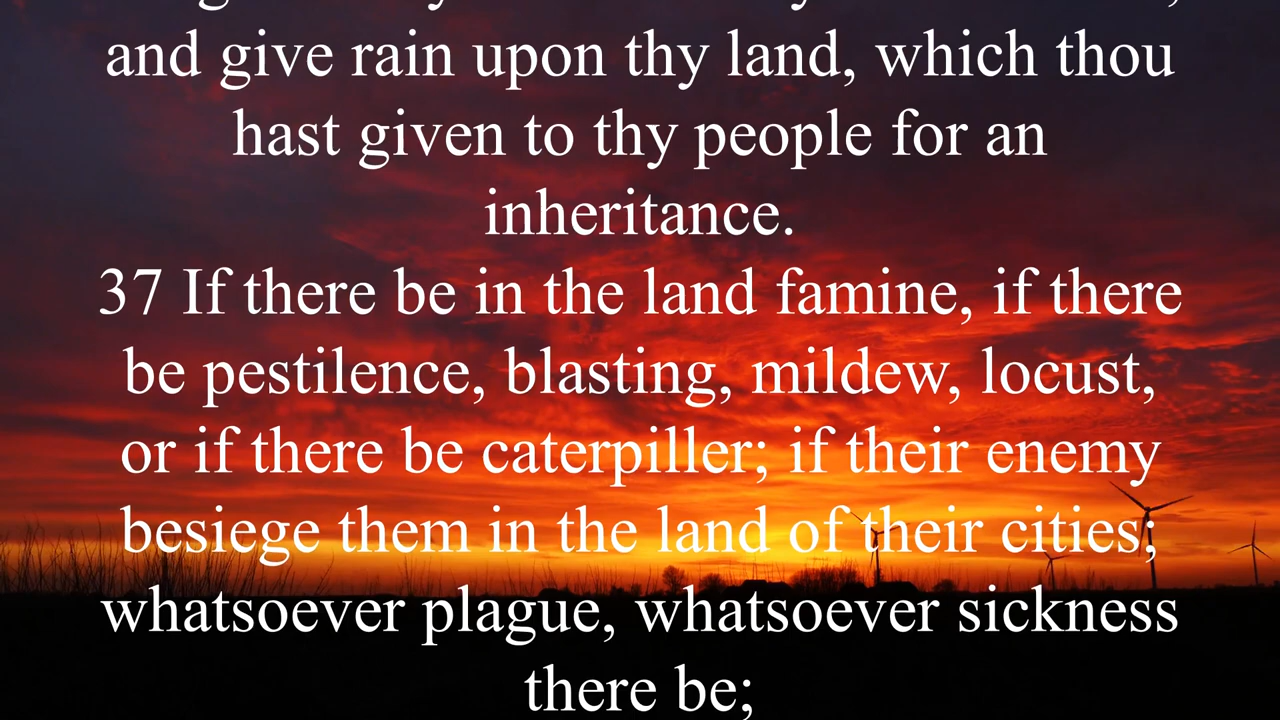 and give rain upon thy land, which thou
hast given to thy people for an
inheritance.
37 If there be in the land famine, if there
be pestilence, blasting, mildew, locust,
or if there be caterpiller; if their enemy
besiege them in the land of their cities;
whatsoever plague, whatsoever sickness
there be;